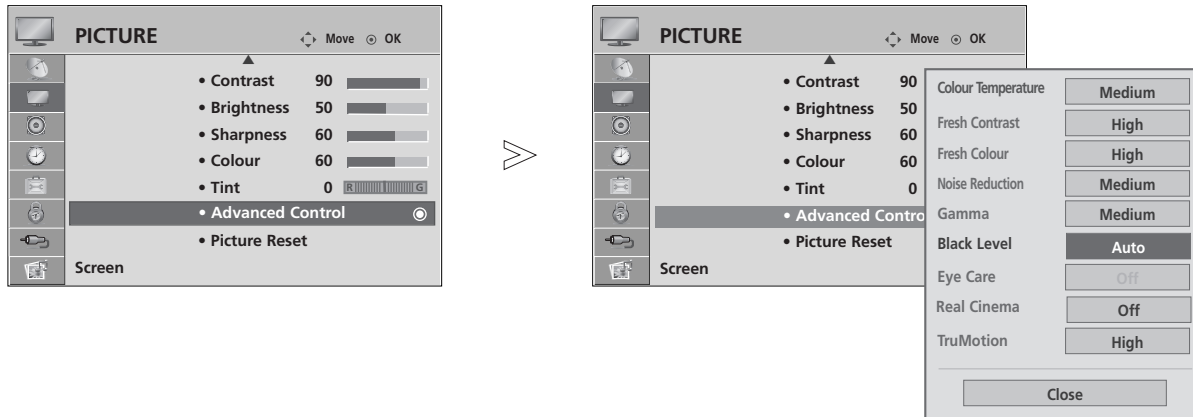 PICTURE Move OK
• Contrast 90
• Brightness 50
• Sharpness 60
• Colour 60
• Tint 0 R G
• Advanced Control
• Picture Reset
Screen
PICTURE Move OK
• Contrast 90
• Brightness 50
• Sharpness 60
• Colour 60
• Tint 0
• Advanced Contro
• Picture Reset
Screen
Colour Temperature Medium
Fresh Contrast High
Fresh Colour High
Noise Reduction Medium
Gamma Medium
Black Level Auto
Eye Care Off
Real Cinema Off
TruMotion High
Close